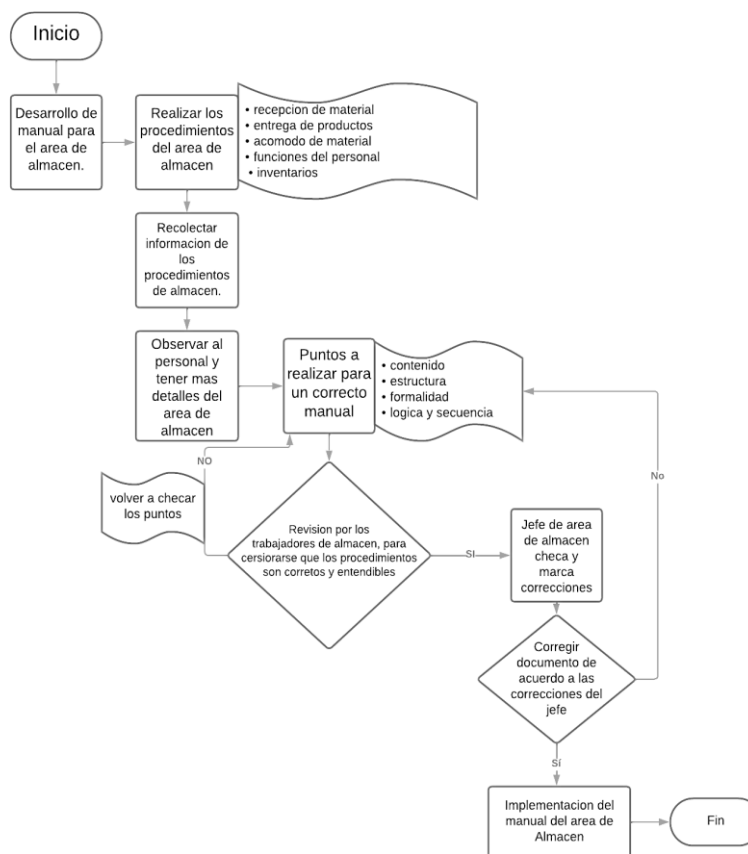 Inicio
Desarrollo de
manual para
el area de
almacen.
Realizar los
procedimientos
del area de
almacen
• recepcion de material
• entrega de productos
• acomodo de material
• funciones del personal
• inventarios
Recolectar
informacion de
los
procedimientos
de almacen.
Observar al
personal y
tener mas
detalles del
area de
almacen
Puntos a
realizar para
un correcto
manual
• contenido
• estructura
• formalidad
• logica y secuencia
NO
volver a checar
los puntos
Revision por los
trabajadores de almacen, para
cersiorarse que los procedimientos
son corretos y entendibles
SI
Jefe de area
de almacen
checa y
marca
correcciones
No
Corregir
documento de
acuerdo a las
correcciones del
jefe
Sí
Implementacion del
manual del area de
Almacen
Fin